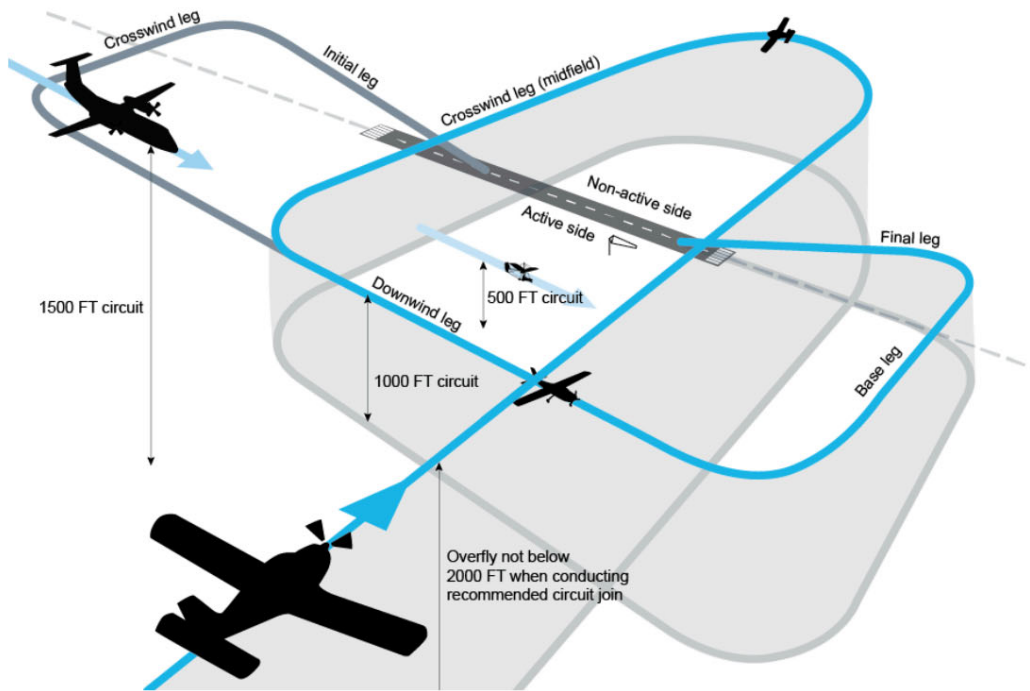 Crosswind leg
Initial leg
Crosswind leg (midfield)
Non-active side
Active side
Final leg
1500 FT circuit
Downwind leg
500 FT circuit
1000 FT circuit
Base leg
Overfly not below
2000 FT when conducting
recommended circuit join